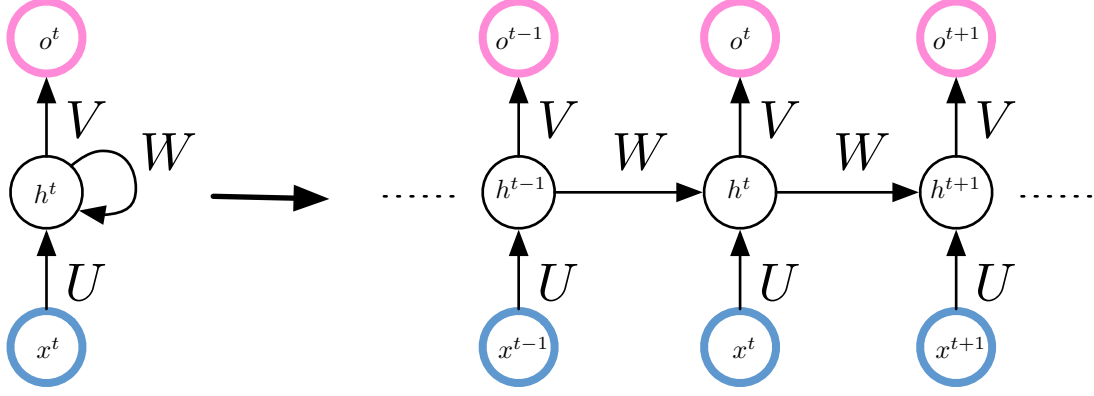 o^t o^{t−1} o^t o^{t+1}
V V V V
W W W
h^t h^{t−1} h^t h^{t+1}
U U U U
x^t x^{t−1} x^t x^{t+1}